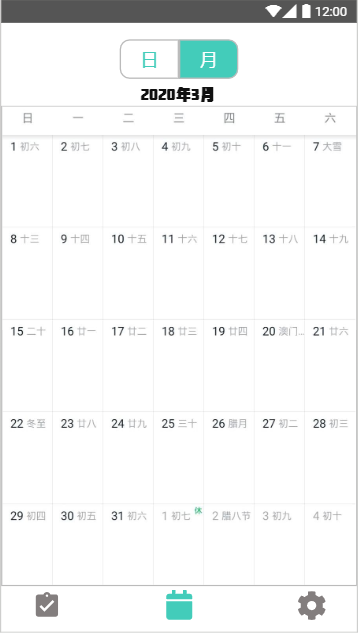 12:00
日 月
2020年3月
日 一 二 三 四 五 六
1 初六 2 初七 3 初八 4 初九 5 初十 6 十一 7 大雪
8 十三 9 十四 10 十五 11 十六 12 十七 13 十八 14 十九
15 二十 16 廿一 17 廿二 18 廿三 19 廿四 20 澳门... 21 廿六
22 冬至 23 廿八 24 廿九 25 三十 26 腊月 27 初二 28 初三
29 初四 30 初五 31 初六 1 初七 休 2 腊八节 3 初九 4 初十